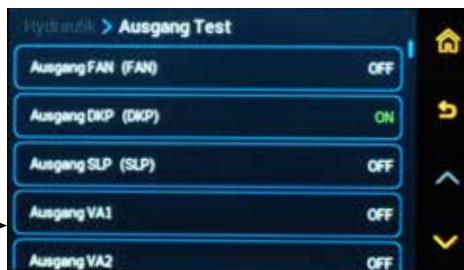 Hydraulik > Ausgang Test
Ausgang FAN (FAN) OFF
Ausgang DKP (DKP) ON
Ausgang SLP (SLP) OFF
Ausgang VA1 OFF
Ausgang VA2 OFF